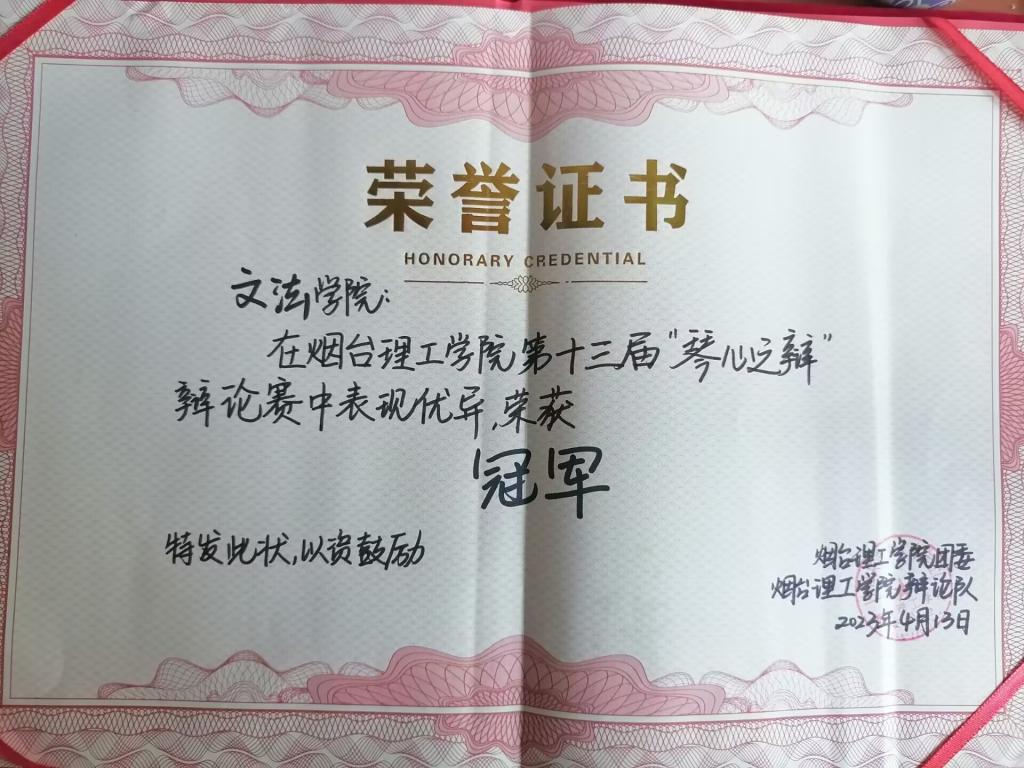 荣誉证书
HONORARY CREDENTIAL
文法学院:
在烟台理工学院第十三届“琴心之辩”
辩论赛中表现优异,荣获
冠军
特发此状,以资鼓励
烟台理工学院团委
烟台理工学院辩论队
2023年4月13日